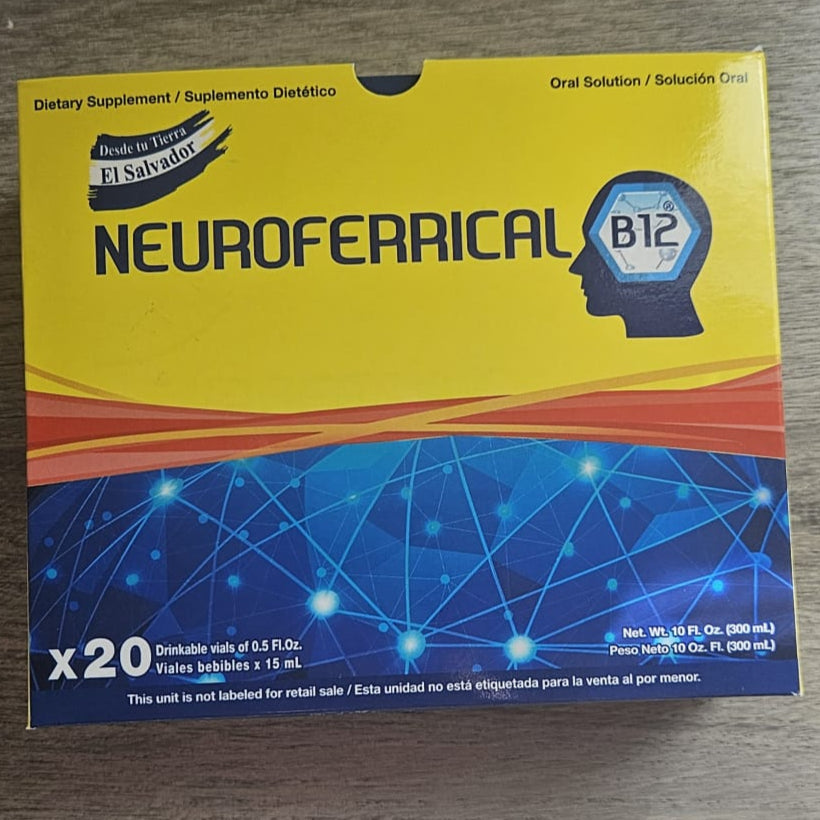 Dietary Supplement / Suplemento Dietético
Oral Solution / Solución Oral
Desde tu Tierra
El Salvador
NEUROFERRICAL
B12®
x20
Drinkable vials of 0.5 Fl.Oz.
Viales bebibles x 15 mL
Net. Wt. 10 Fl. Oz. (300 mL)
Peso Neto 10 Oz. Fl. (300 mL)
This unit is not labeled for retail sale / Esta unidad no está etiquetada para la venta al por menor.